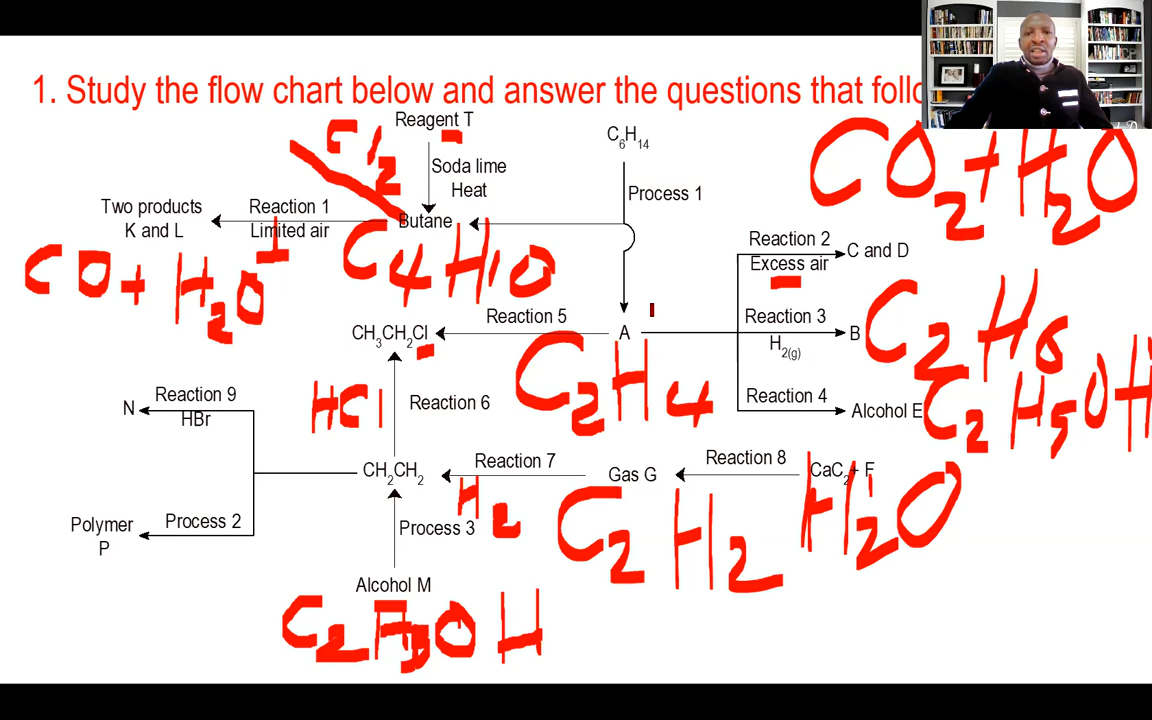 1. Study the flow chart below and answer the questions that follo
Reagent T
C₆H₁₄
Cl₂
Soda lime
Heat
Process 1
CO₂+H₂O
Two products
K and L
Reaction 1
Limited air
Butane
CO+H₂O
C4H10
Reaction 2
Excess air
C and D
CH₃CH₂Cl
Reaction 5
A
Reaction 3
H₂(g)
B
C₂H₆
C₂H₄
Reaction 4
Alcohol E
C₂H₅OH
N
Reaction 9
HBr
HCl
Reaction 6
CH₂CH₂
Reaction 7
H₂
Gas G
Reaction 8
CaC₂+ F
C₂H₂
H₂O
Polymer
P
Process 2
Process 3
Alcohol M
C₂H₅OH